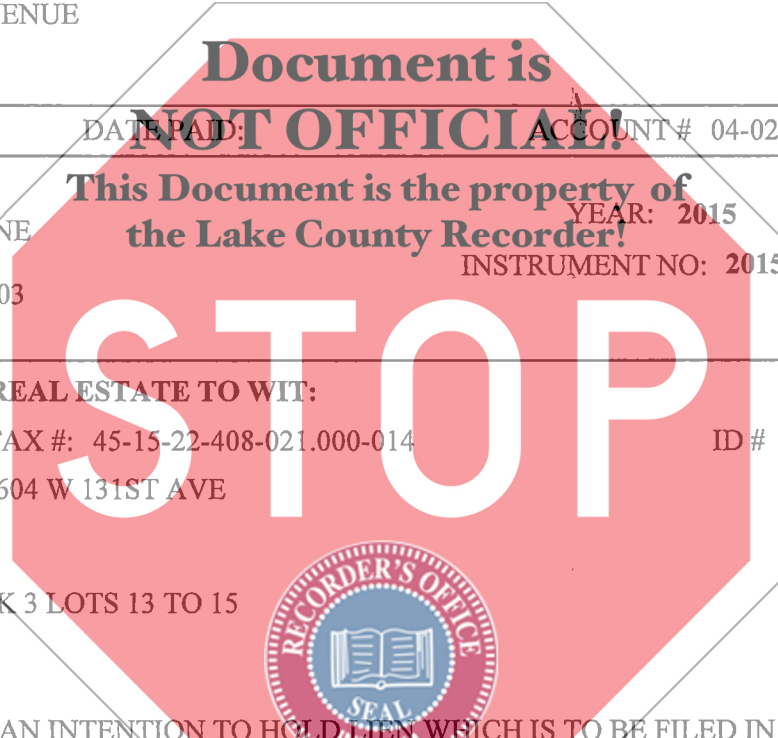 ENUE
Document is
NOT OFFICIAL!
DATE PAID: ACCOUNT # 04-02
This Document is the property of
the Lake County Recorder!
YEAR: 2015
NE
INSTRUMENT NO: 2015
03
STOP
REAL ESTATE TO WIT:
TAX #: 45-15-22-408-021.000-014 ID #
604 W 131ST AVE
K 3 LOTS 13 TO 15
RECORDER'S OFFICE
SEAL
AN INTENTION TO HOLD LIEN WHICH IS TO BE FILED IN